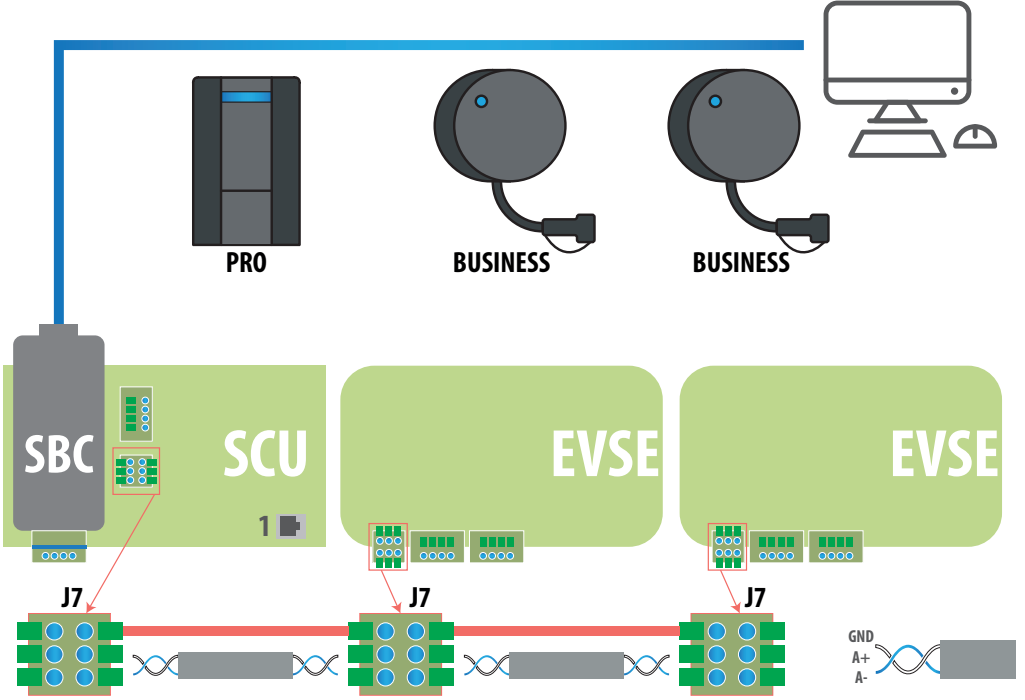 PRO
BUSINESS
BUSINESS
SBC
SCU
EVSE
EVSE
1
J7
J7
J7
GND
A+
A-